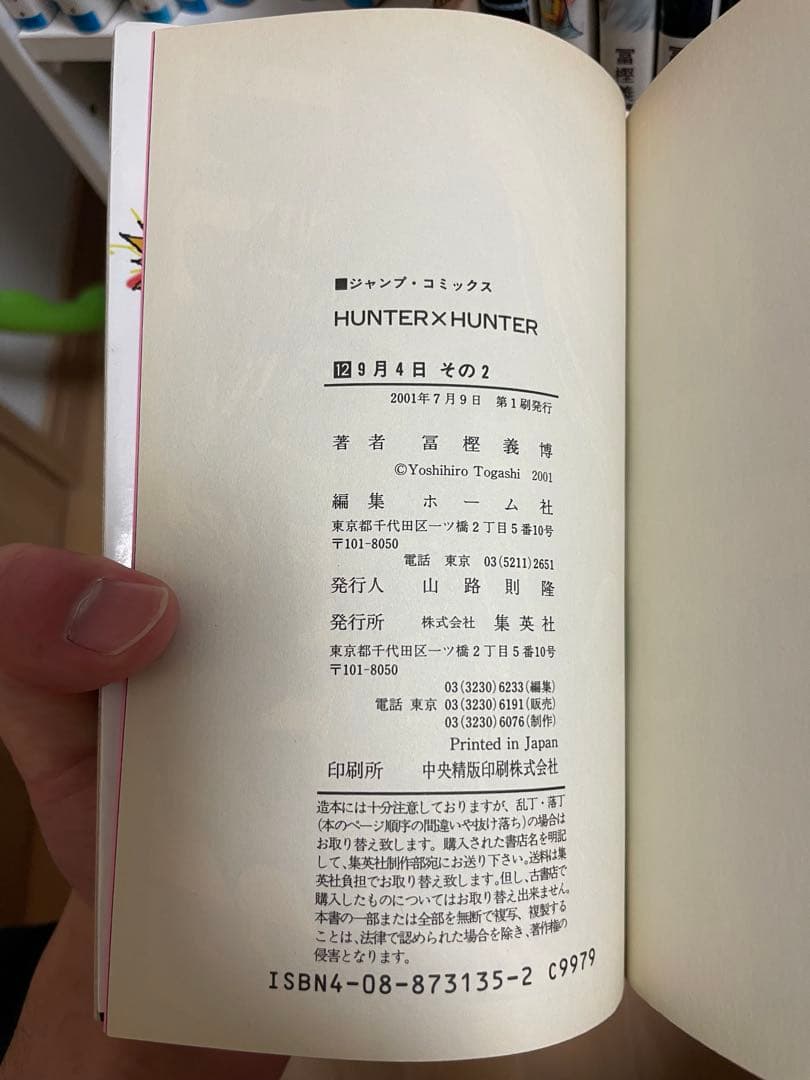 ■ジャンプ・コミックス
HUNTER×HUNTER
12 9月4日 その2
2001年7月9日 第1刷発行
著者 冨樫義博
©Yoshihiro Togashi 2001
編集 ホーム社
東京都千代田区一ツ橋2丁目5番10号
〒101-8050
電話 東京 03(5211)2651
発行人 山路則隆
発行所 株式会社 集英社
東京都千代田区一ツ橋2丁目5番10号
〒101-8050
03(3230)6233(編集)
電話 東京 03(3230)6191(販売)
03(3230)6076(制作)
Printed in Japan
印刷所 中央精版印刷株式会社
造本には十分注意しておりますが、乱丁・落丁
(本のページ順序の間違いや抜け落ち)の場合は
お取り替え致します。購入された書店名を明記
して、集英社制作部宛にお送り下さい。送料は集
英社負担でお取り替え致します。但し、古書店で
購入したものについてはお取り替え出来ません。
本書の一部または全部を無断で複写、複製する
ことは、法律で認められた場合を除き、著作権の
侵害となります。
ISBN4-08-873135-2 C9979
冨樫義